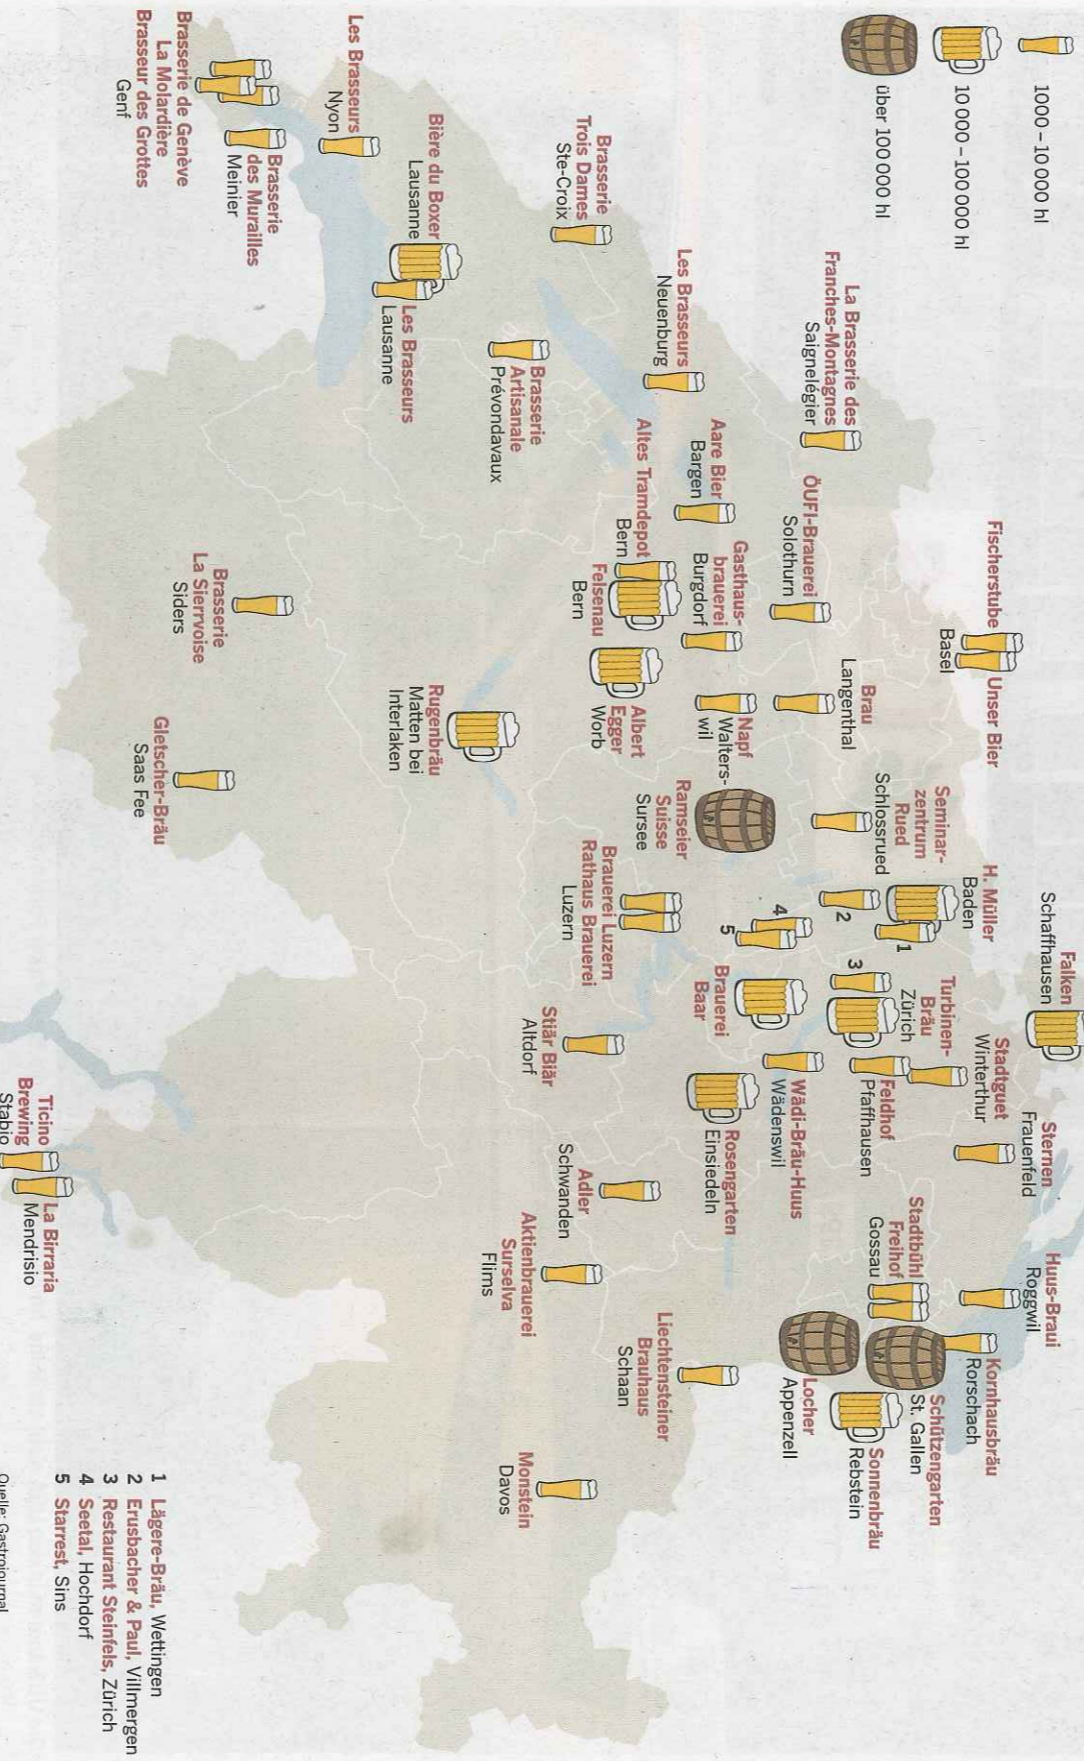 1000 – 10 000 hl
10 000 – 100 000 hl
über 100 000 hl
Falken
Schaffhausen
Fischerstube
Unser Bier
Basel
H. Müller
Baden
Stadtguet
Winterthur
Sternen
Frauenfeld
Huus-Braui
Roggwil
Kornhausbräu
Rorschach
Seminar-
zentrum
Rued
Schlossrued
Turbinen-
Bräu
Zürich
Stadtbühl
Freihof
Gossau
Schützengarten
St. Gallen
La Brasserie des
Franches-Montagnes
Saignelégier
Brau
Langenthal
1
2
3
Feldhof
Pfaffhausen
Sonnenbräu
Rebstein
ÖUFI-Brauerei
Solothurn
4
5
Wädi-Bräu-Huus
Wädenswil
Locher
Appenzell
Aare Bier
Bargen
Gasthaus-
brauerei
Burgdorf
Napf
Walters-
wil
Brauerei
Baar
Rosengarten
Einsiedeln
Les Brasseurs
Neuenburg
Ramseier
Suisse
Sursee
Liechtensteiner
Brauhaus
Schaan
Altes Tramdepot
Bern
Felsenau
Bern
Albert
Egger
Worb
Brauerei Luzern
Rathaus Brauerei
Luzern
Brasserie
Trois Dames
Ste-Croix
Stiär Biär
Altdorf
Adler
Schwanden
Brasserie
Artisanale
Prévondavaux
Aktienbrauerei
Surselva
Flims
Monstein
Davos
Bière du Boxer
Lausanne
Les Brasseurs
Lausanne
Rugenbräu
Matten bei
Interlaken
Les Brasseurs
Nyon
Brasserie
des Murailles
Meinier
Brasserie de Genève
La Molardière
Brasseur des Grottes
Genf
Brasserie
La Siervoise
Siders
Gletscher-Bräu
Saas Fee
Ticino
Brewing
Stabio
La Birraria
Mendrisio
1 Lägere-Bräu, Wettingen
2 Erusbacher & Paul, Villmergen
3 Restaurant Steinfels, Zürich
4 Seetal, Hochdorf
5 Starrest, Sins
Quelle: Gastrojournal